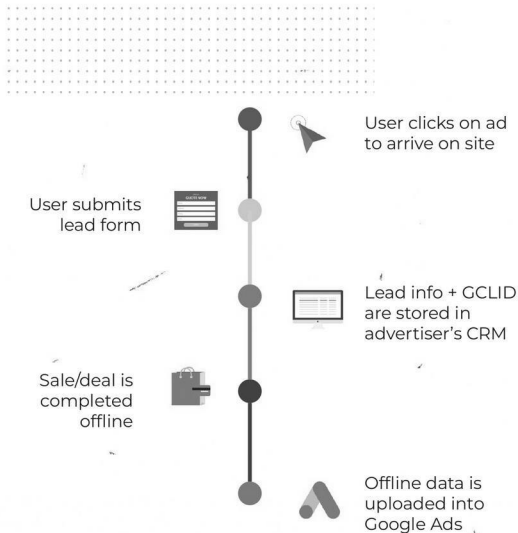 User clicks on ad
to arrive on site
User submits
lead form
Lead info + GCLID
are stored in
advertiser's CRM
Sale/deal is
completed
offline
Offline data is
uploaded into
Google Ads